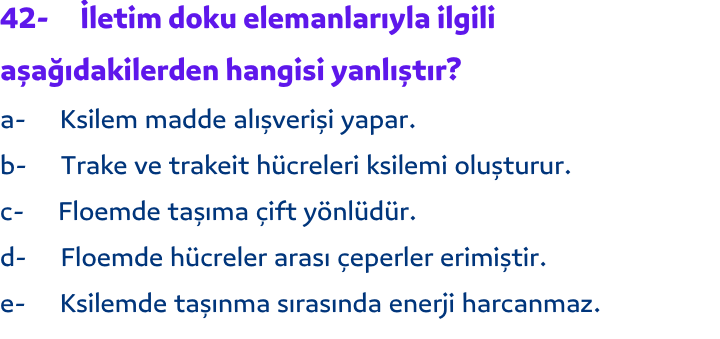 42- İletim doku elemanlarıyla ilgili
aşağıdakilerden hangisi yanlıştır?
a- Ksilem madde alışverişi yapar.
b- Trake ve trakeit hücreleri ksilemi oluşturur.
c- Floemde taşıma çift yönlüdür.
d- Floemde hücreler arası çeperler erimiştir.
e- Ksilemde taşınma sırasında enerji harcanmaz.